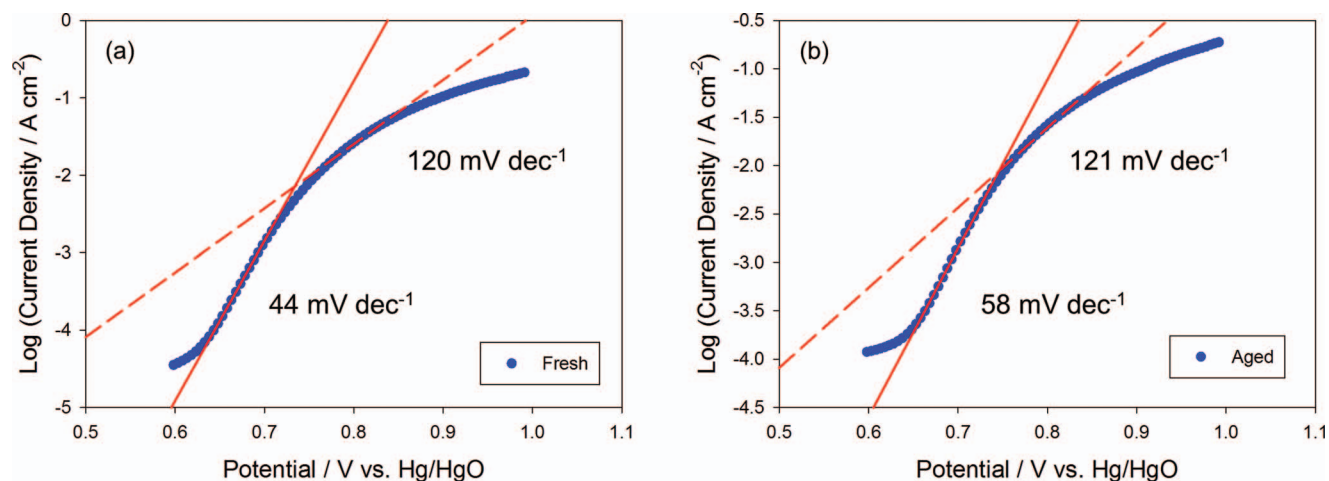 (a)
Log (Current Density / A cm⁻²)
0
-1
-2
-3
-4
-5
120 mV dec⁻¹
44 mV dec⁻¹
Fresh
0.5 0.6 0.7 0.8 0.9 1.0 1.1
Potential / V vs. Hg/HgO
(b)
Log (Current Density / A cm⁻²)
-0.5
-1.0
-1.5
-2.0
-2.5
-3.0
-3.5
-4.0
-4.5
121 mV dec⁻¹
58 mV dec⁻¹
Aged
0.5 0.6 0.7 0.8 0.9 1.0 1.1
Potential / V vs. Hg/HgO